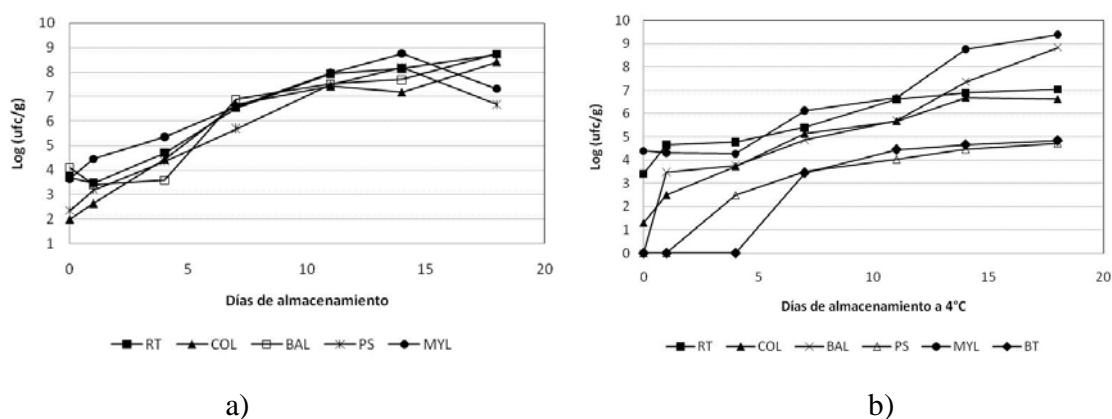 Log (ufc/g)
10
9
8
7
6
5
4
3
2
1
0 5 10 15 20
Días de almacenamiento
RT COL BAL PS MYL
a)
Log (ufc/g)
10
9
8
7
6
5
4
3
2
1
0
0 5 10 15 20
Días de almacenamiento a 4°C
RT COL BAL PS MYL BT
b)